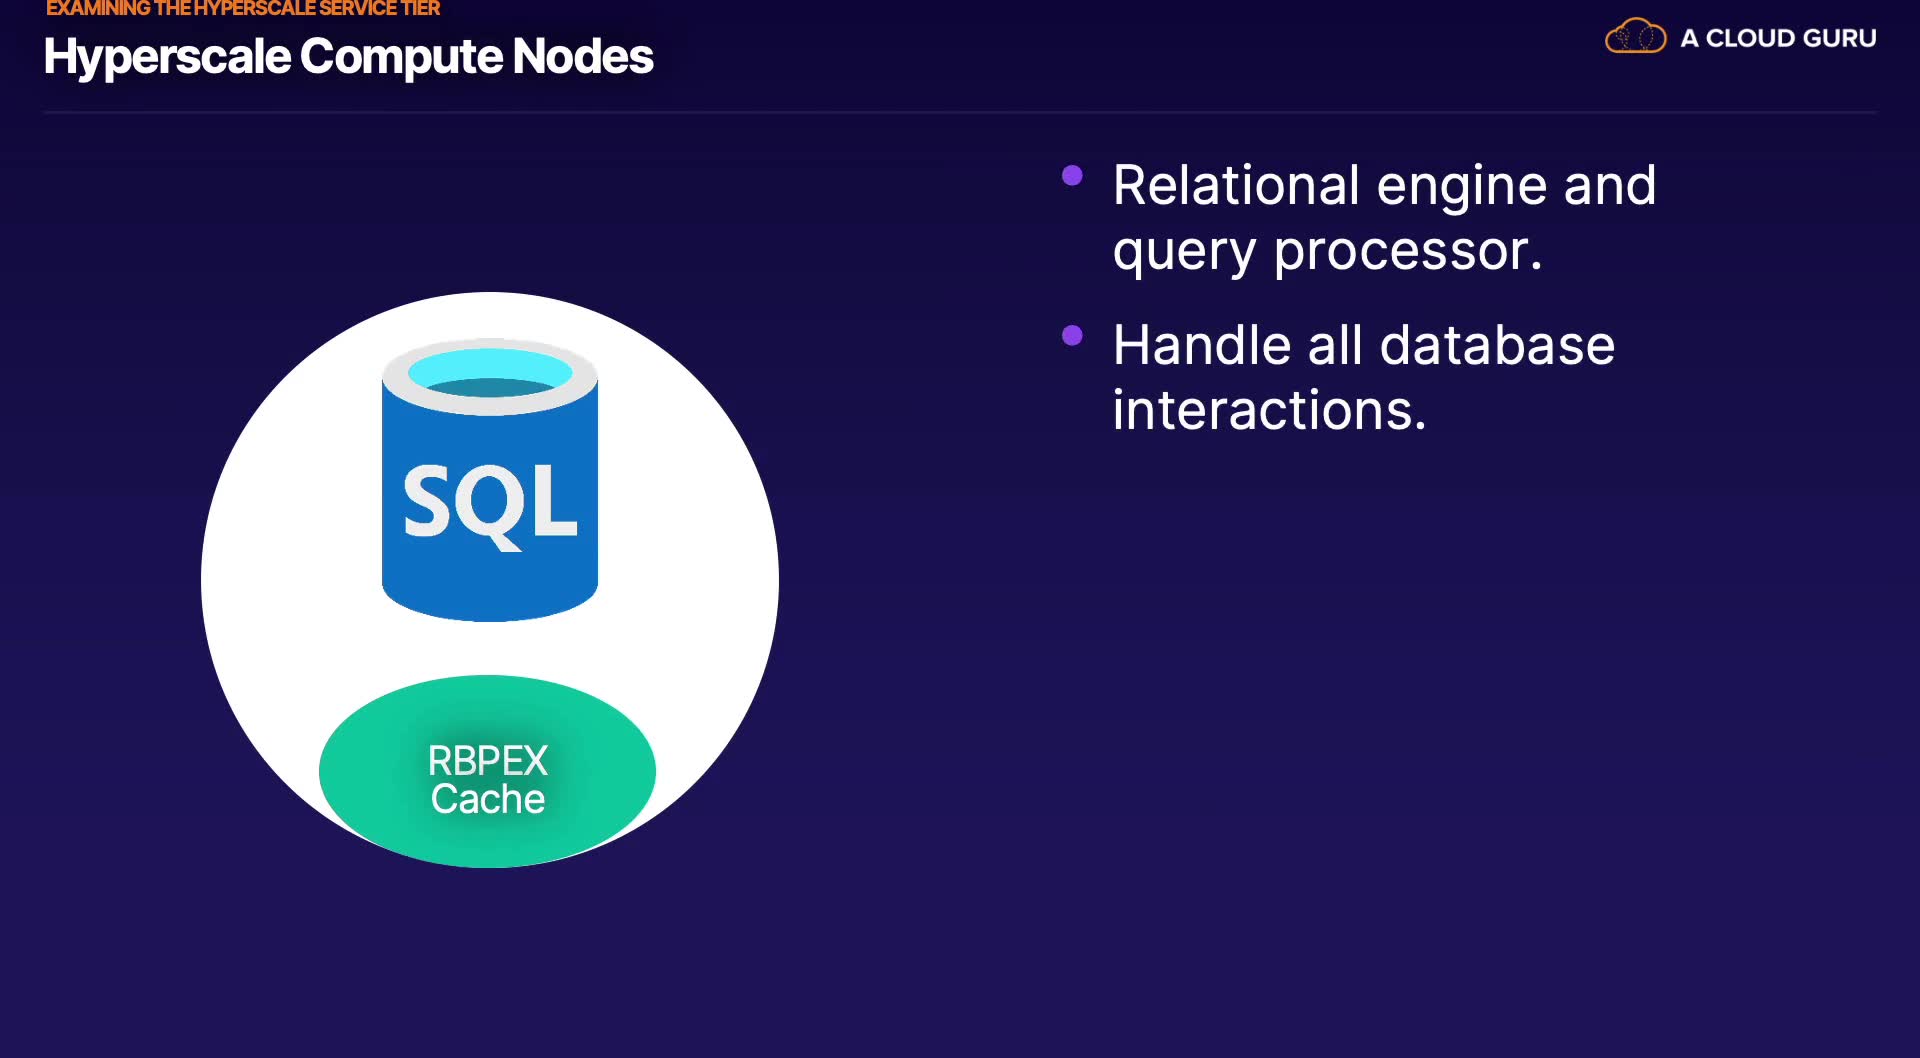 EXAMINING THE HYPERSCALE SERVICE TIER
Hyperscale Compute Nodes
A CLOUD GURU
Relational engine and
query processor.
Handle all database
interactions.
SQL
RBPEX
Cache